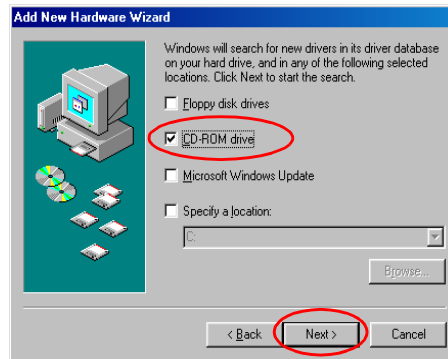 Add New Hardware Wizard
Windows will search for new drivers in its driver database
on your hard drive, and in any of the following selected
locations. Click Next to start the search.
Floppy disk drives
CD-ROM drive
Microsoft Windows Update
Specify a location:
C:
Browse...
< Back
Next >
Cancel